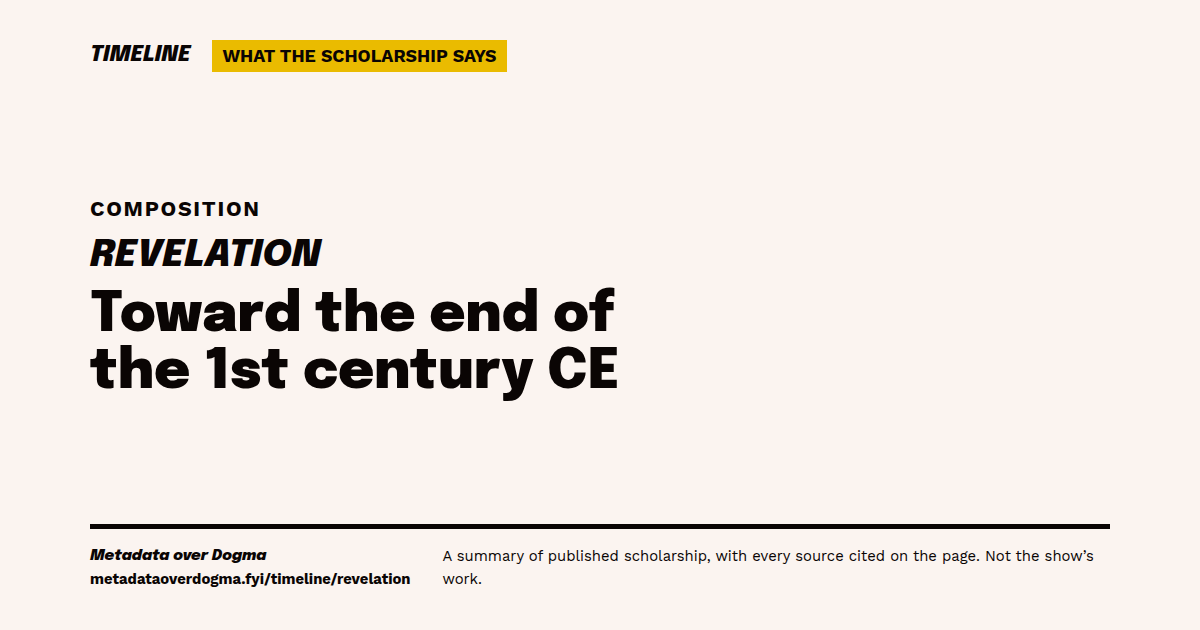 TIMELINE
WHAT THE SCHOLARSHIP SAYS
COMPOSITION
REVELATION
Toward the end of
the 1st century CE
Metadata over Dogma
metadataoverdogma.fyi/timeline/revelation
A summary of published scholarship, with every source cited on the page. Not the show’s
work.